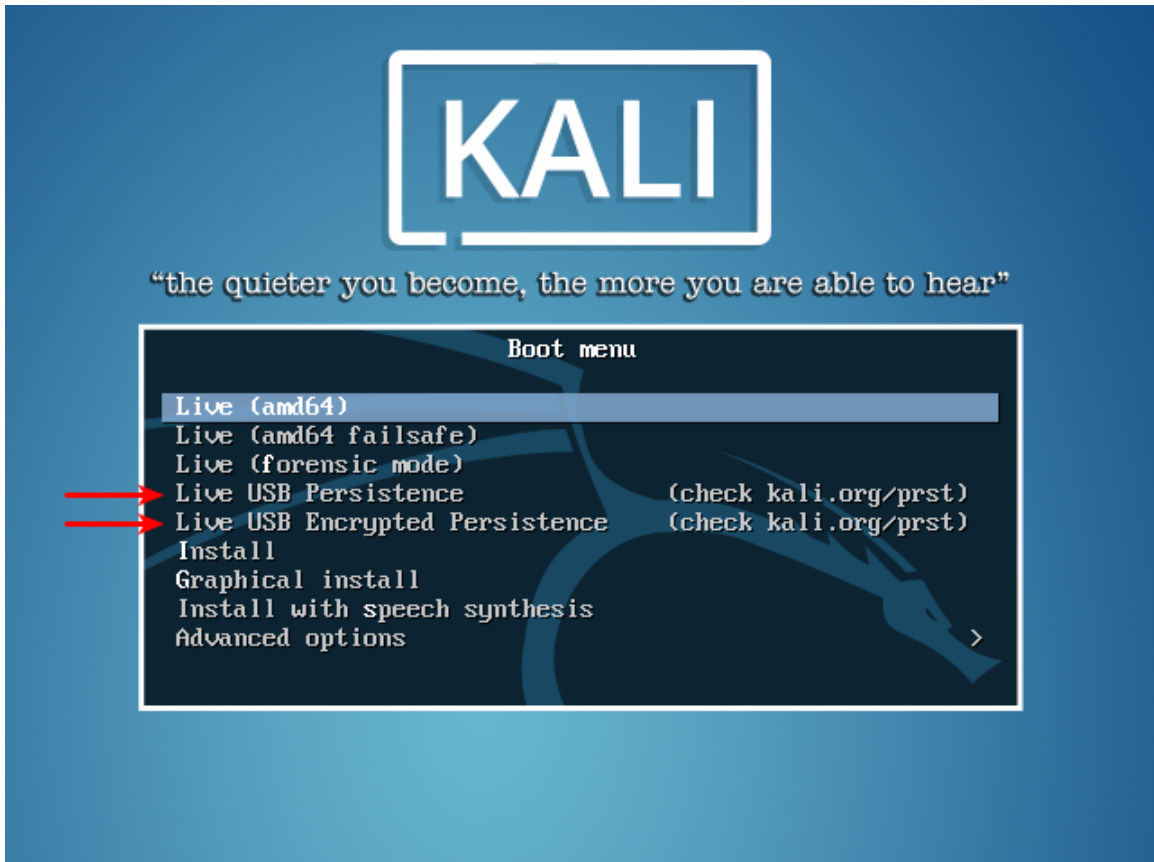 KALI
“the quieter you become, the more you are able to hear”
Boot menu
Live (amd64)
Live (amd64 failsafe)
Live (forensic mode)
Live USB Persistence (check kali.org/prst)
Live USB Encrypted Persistence (check kali.org/prst)
Install
Graphical install
Install with speech synthesis
Advanced options >